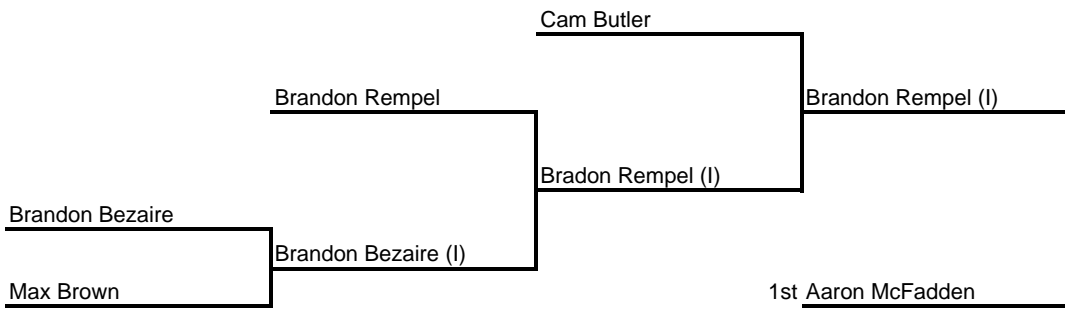 Cam Butler
Brandon Rempel
Brandon Rempel (I)
Bradon Rempel (I)
Brandon Bezaire
Brandon Bezaire (I)
Max Brown
1st Aaron McFadden